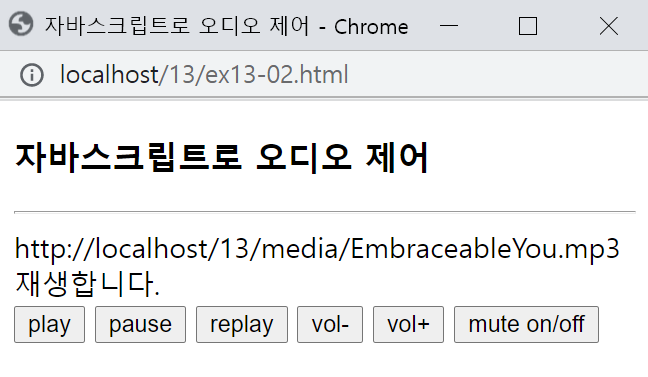 자바스크립트로 오디오 제어 - Chrome
localhost/13/ex13-02.html
자바스크립트로 오디오 제어
http://localhost/13/media/EmbraceableYou.mp3
재생합니다.
play pause replay vol- vol+ mute on/off